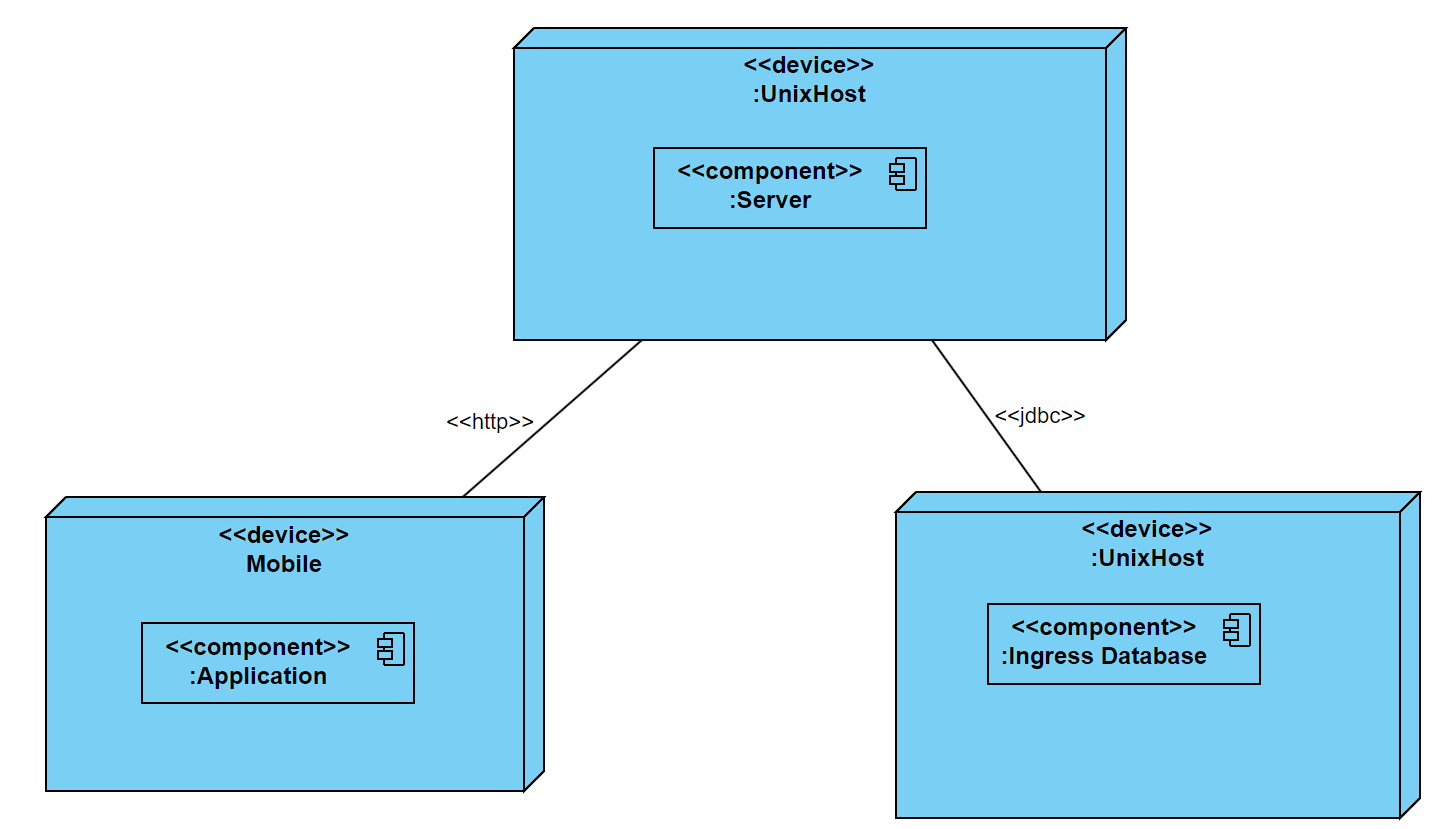 <<device>>
:UnixHost
<<component>>
:Server
<<http>>
<<jdbc>>
<<device>>
Mobile
<<component>>
:Application
<<device>>
:UnixHost
<<component>>
:Ingress Database